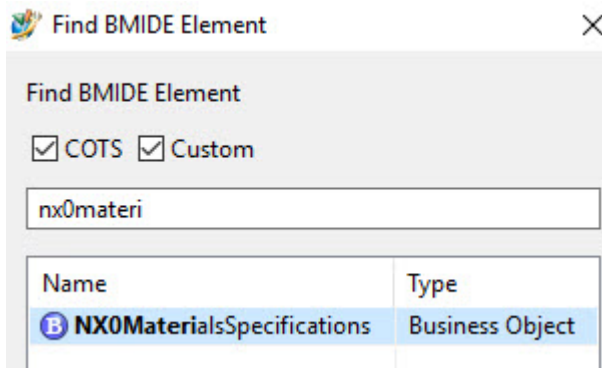 Find BMIDE Element
Find BMIDE Element
COTS Custom
nx0materi
Name Type
NX0MaterialsSpecifications Business Object